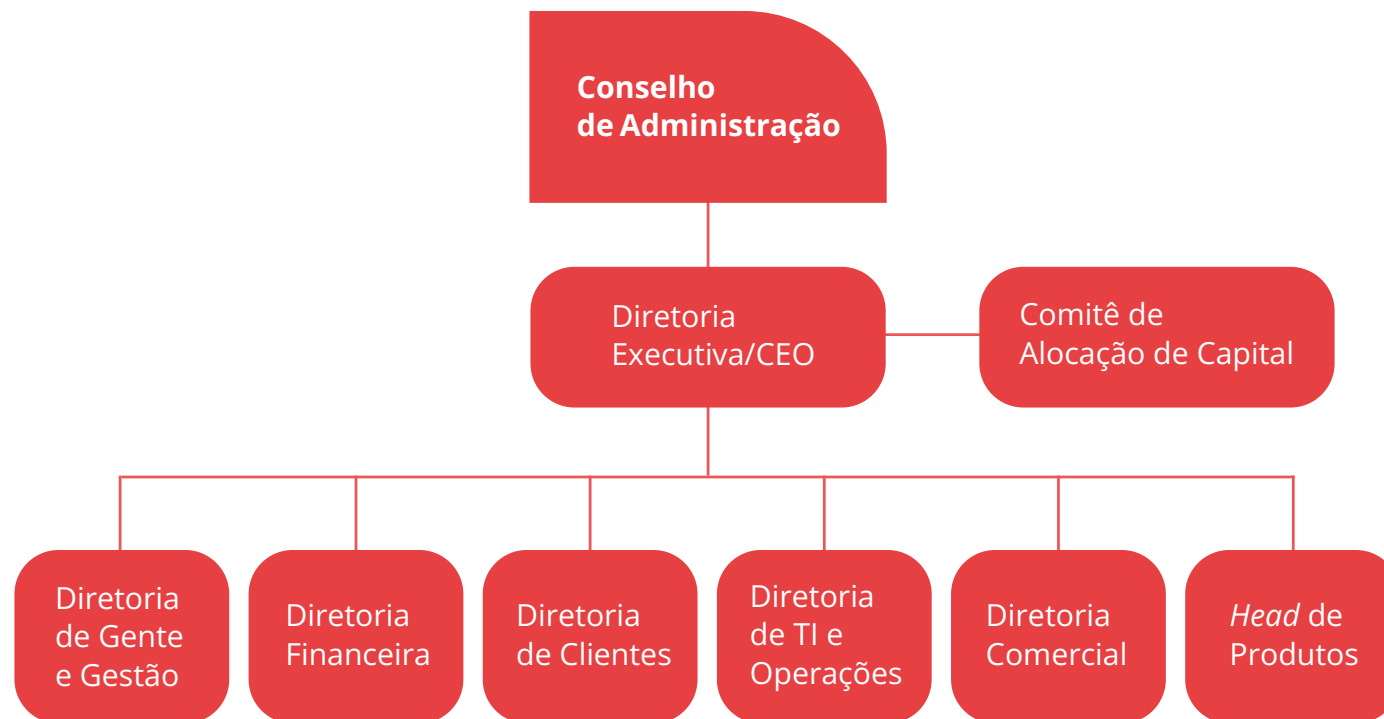 Conselho
de Administração
Diretoria
Executiva/CEO
Comitê de
Alocação de Capital
Diretoria
de Gente
e Gestão
Diretoria
Financeira
Diretoria
de Clientes
Diretoria
de TI e
Operações
Diretoria
Comercial
Head de
Produtos